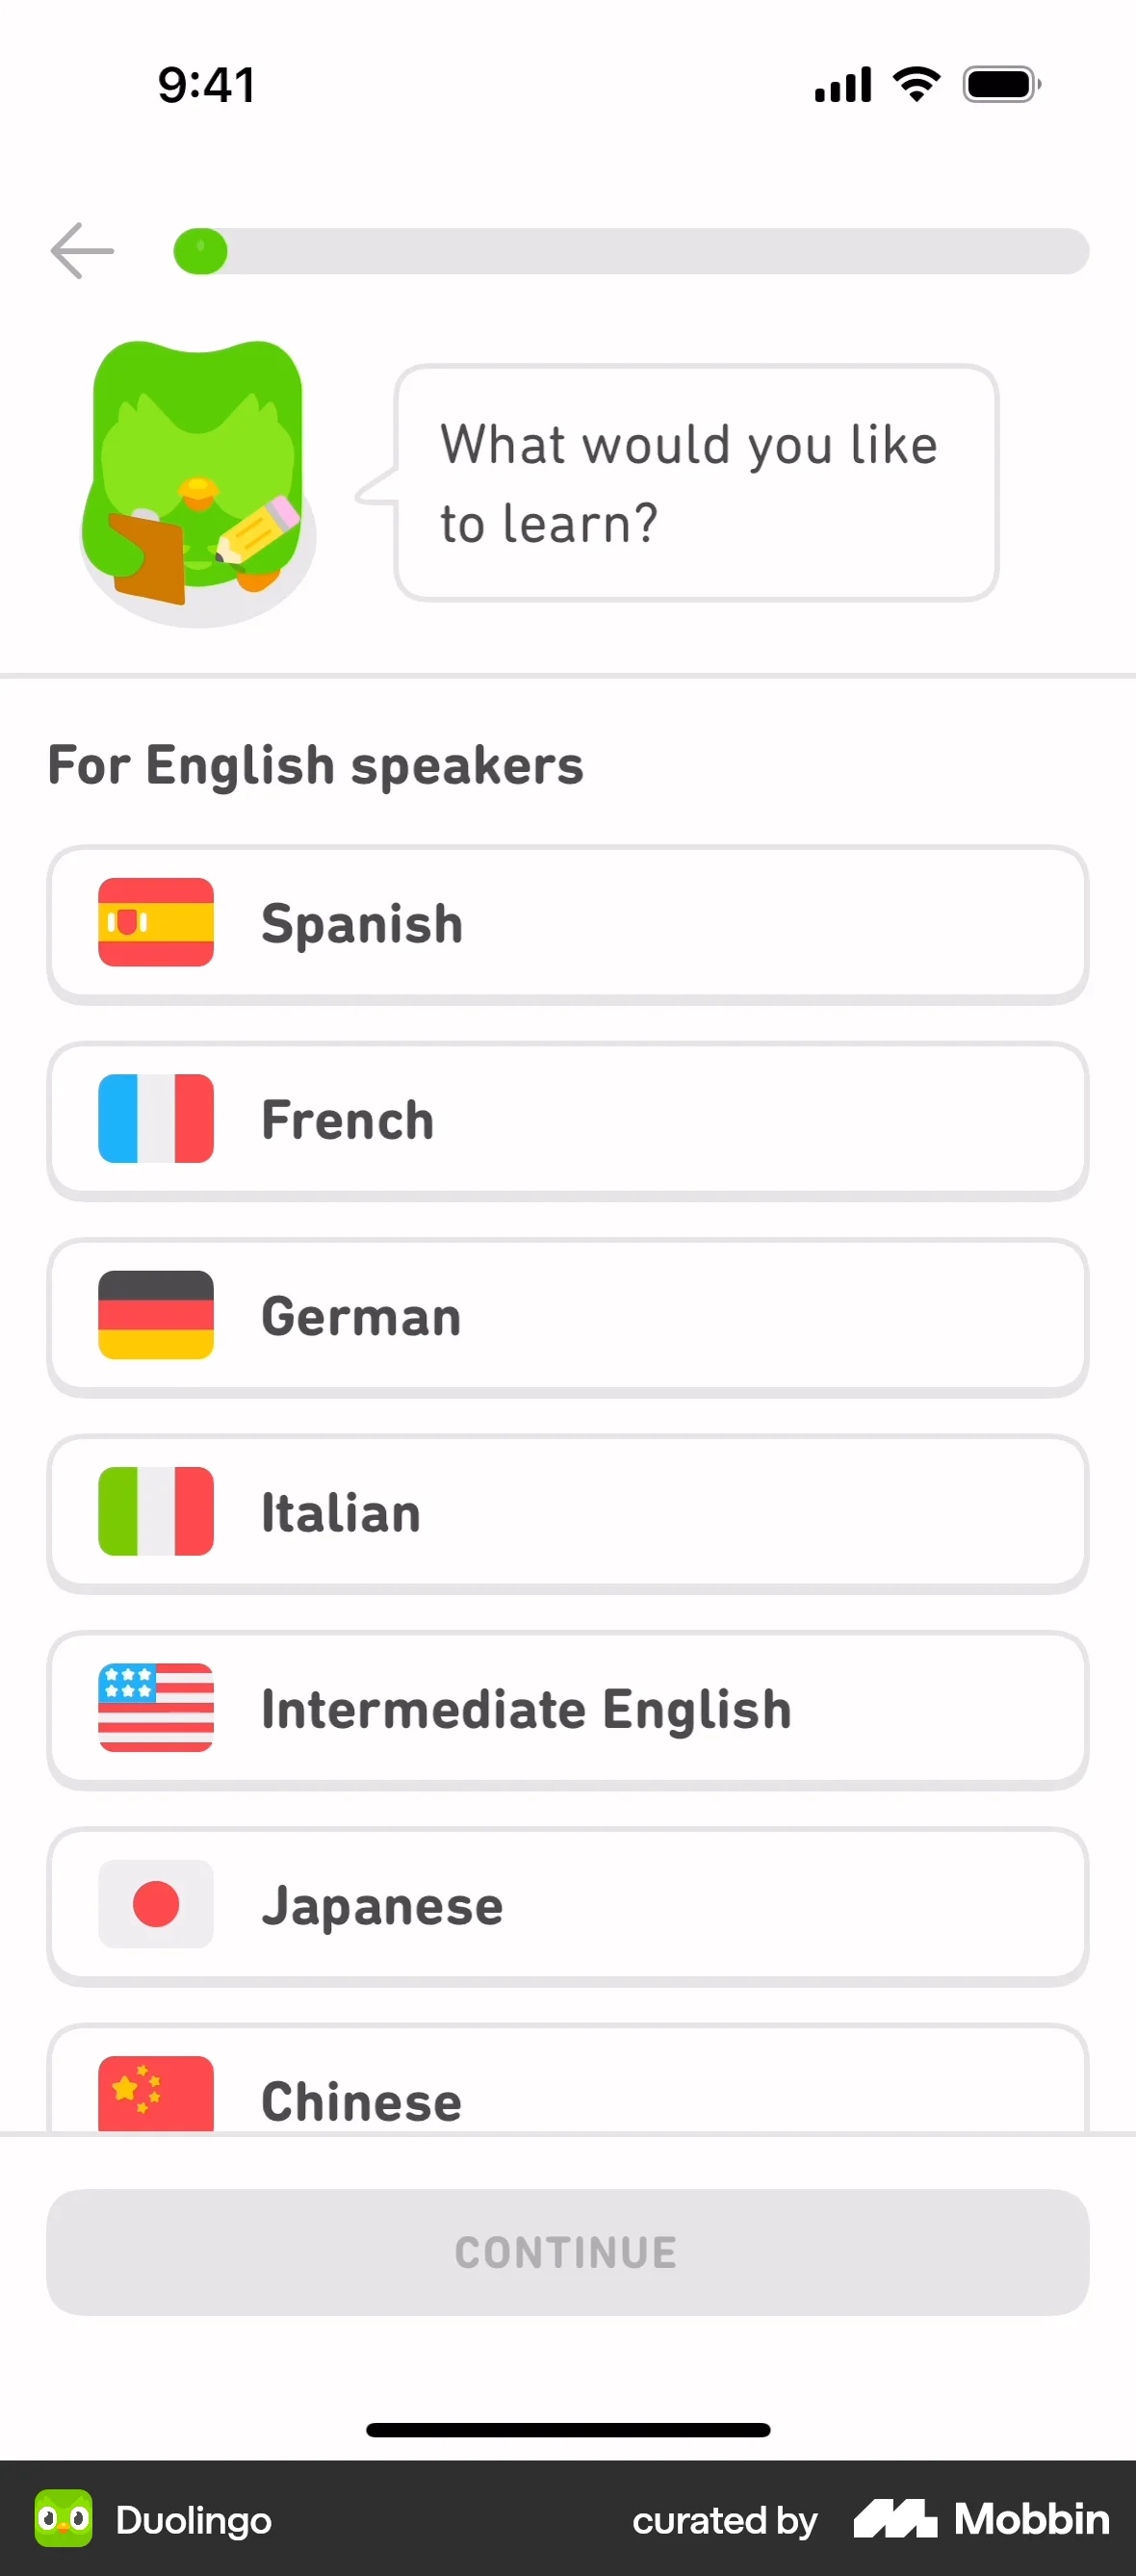 9:41
What would you like
to learn?
For English speakers
Spanish
French
German
Italian
Intermediate English
Japanese
Chinese
CONTINUE
Duolingo
curated by Mobbin